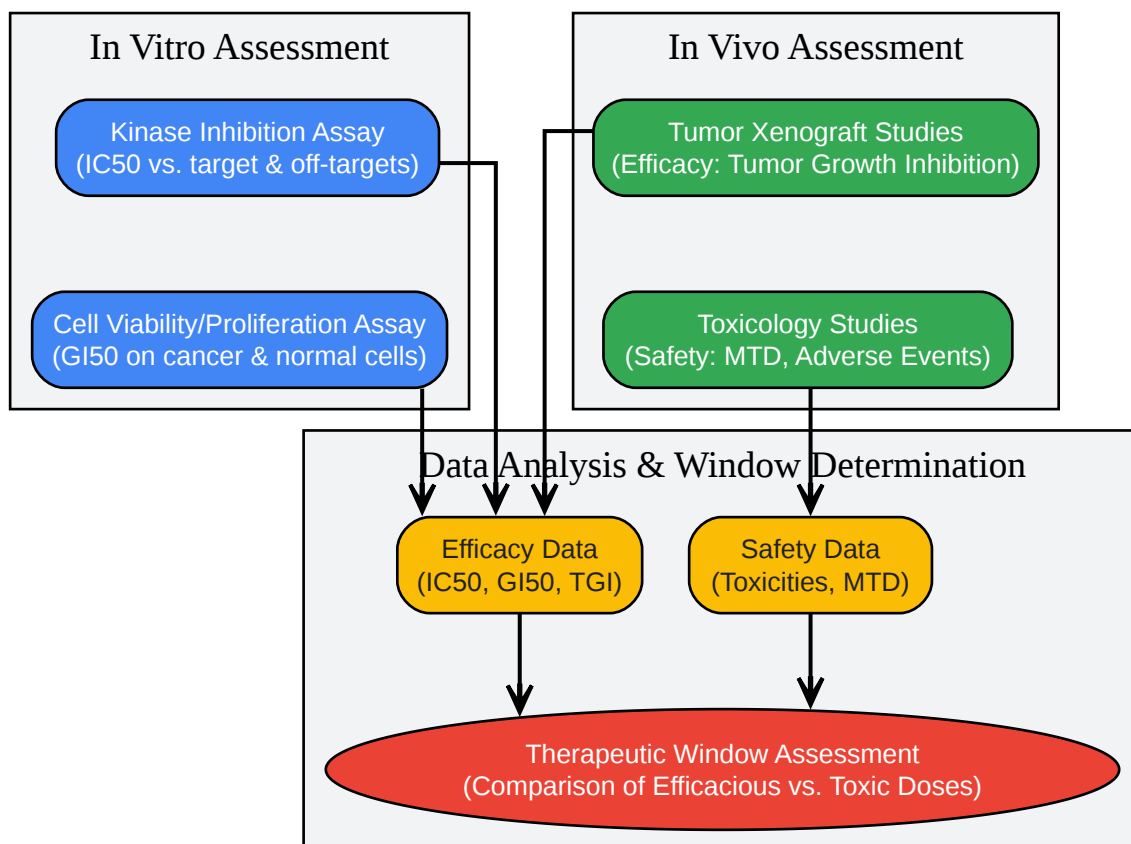 In Vitro Assessment
Kinase Inhibition Assay
(IC50 vs. target & off-targets)
Cell Viability/Proliferation Assay
(GI50 on cancer & normal cells)
In Vivo Assessment
Tumor Xenograft Studies
(Efficacy: Tumor Growth Inhibition)
Toxicology Studies
(Safety: MTD, Adverse Events)
Data Analysis & Window Determination
Efficacy Data
(IC50, GI50, TGI)
Safety Data
(Toxicities, MTD)
Therapeutic Window Assessment
(Comparison of Efficacious vs. Toxic Doses)